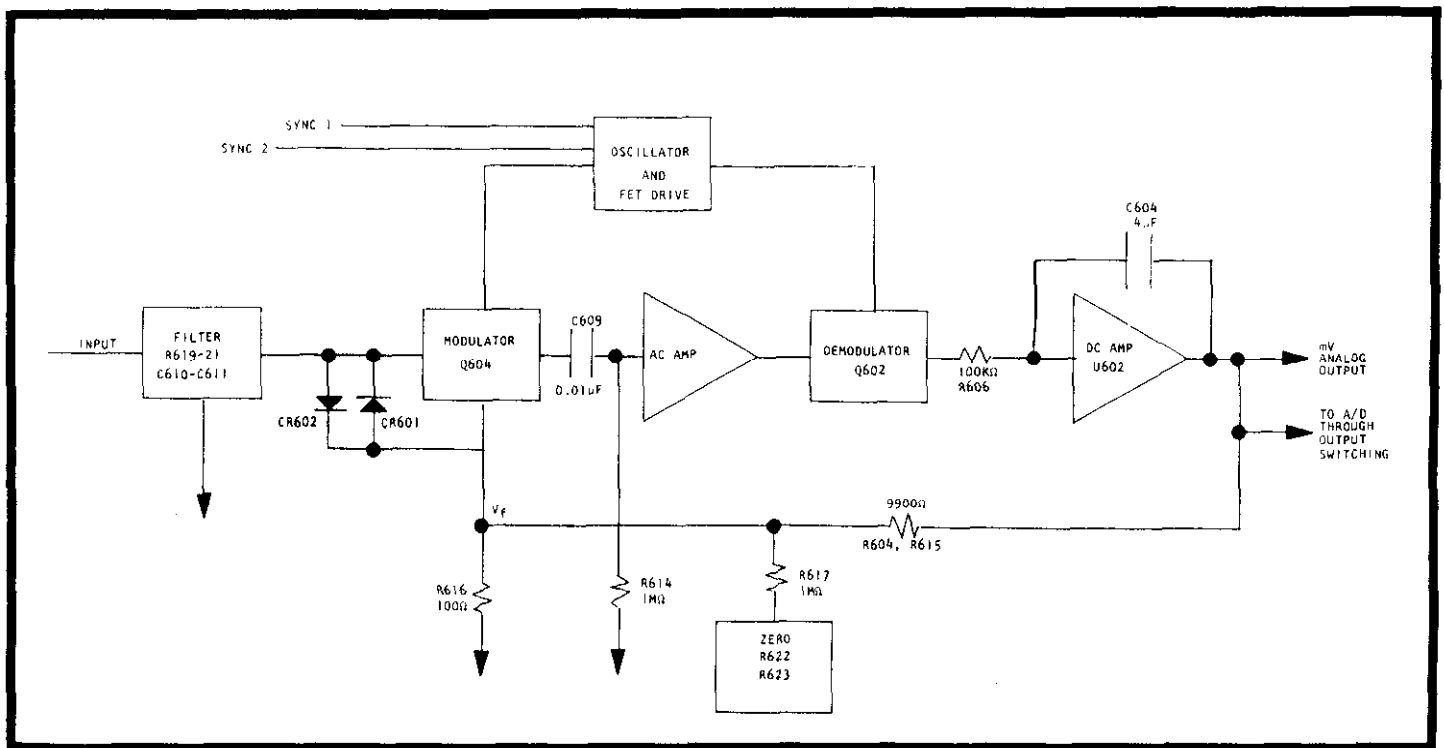 SYNC 1
SYNC 2
OSCILLATOR
AND
FET DRIVE
C604
4µF
INPUT
FILTER
R619-21
C610-C611
CR602
CR601
MODULATOR
Q604
C609
0.01µF
AC AMP
DEMODULATOR
Q602
100KΩ
R606
DC AMP
U602
mV
ANALOG
OUTPUT
TO A/D
THROUGH
OUTPUT
SWITCHING
Vf
9900Ω
R604, R615
R616
100Ω
R614
1MΩ
R617
1MΩ
ZERO
R622
R623